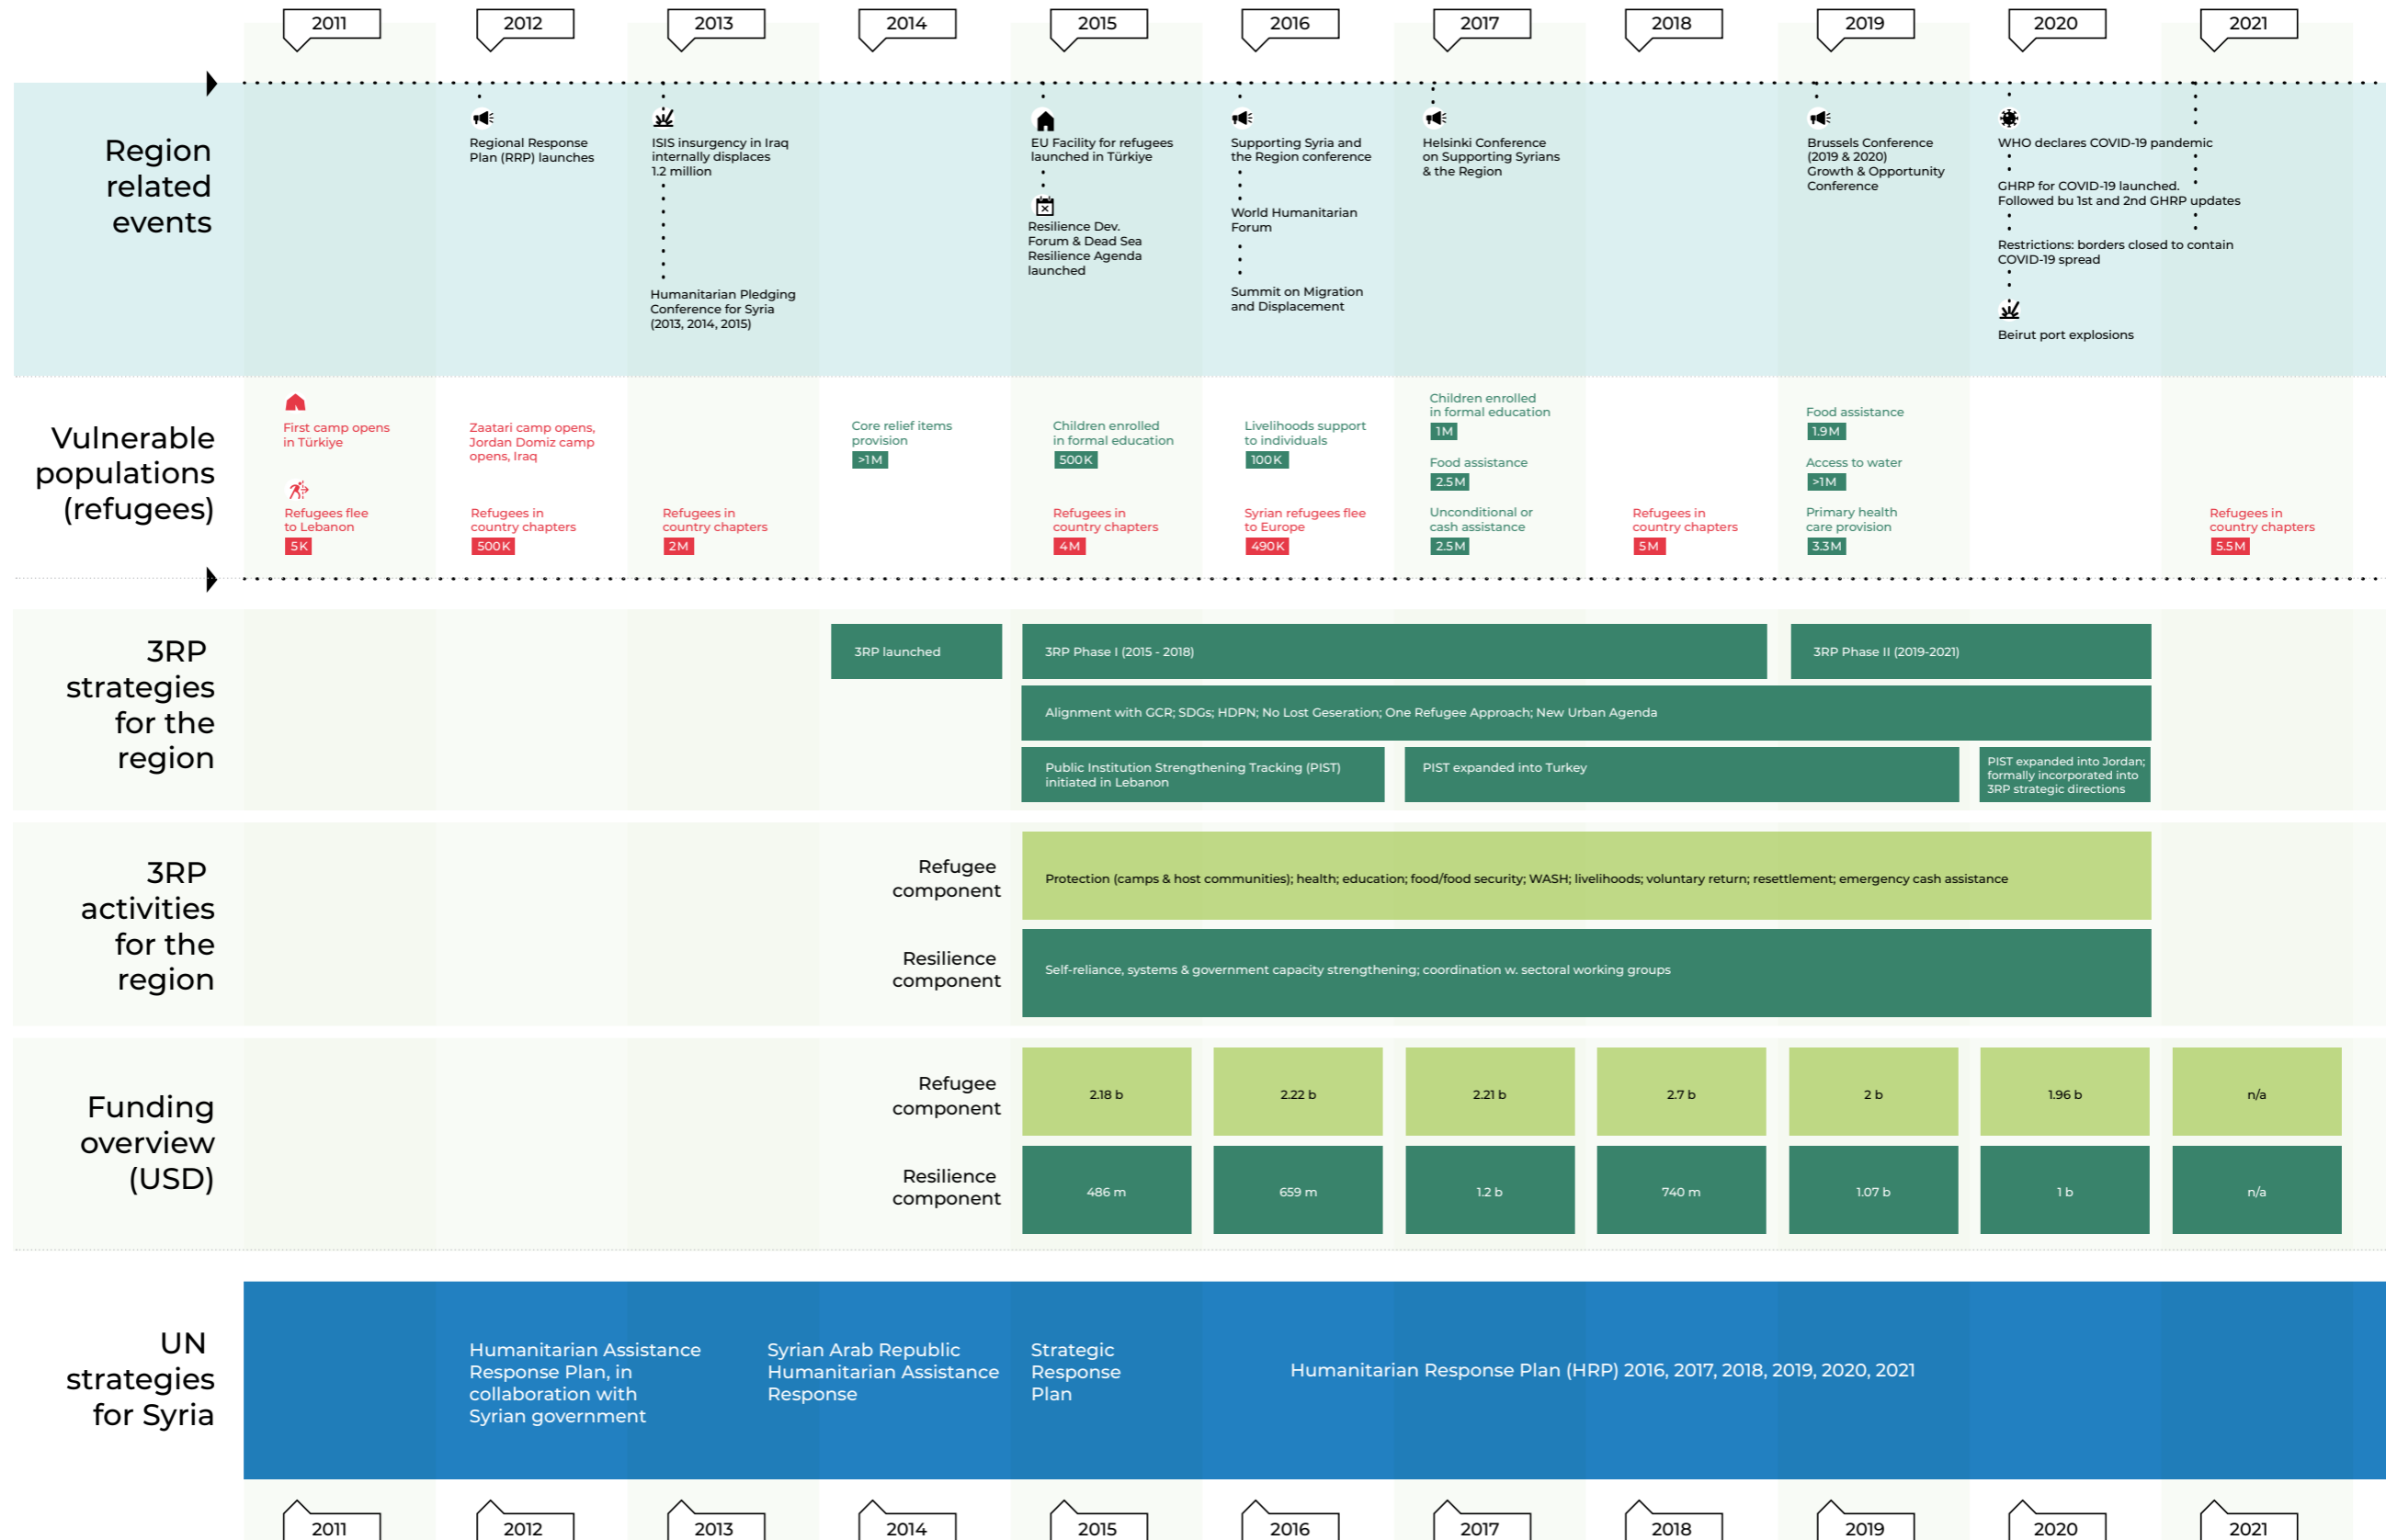 2011
2012
2013
2014
2015
2016
2017
2018
2019
2020
2021
Region
related
events
Regional Response
Plan (RRP) launches
ISIS insurgency in Iraq
internally displaces
1.2 million
Humanitarian Pledging
Conference for Syria
(2013, 2014, 2015)
EU Facility for refugees
launched in Türkiye
Resilience Dev.
Forum & Dead Sea
Resilience Agenda
launched
Supporting Syria and
the Region conference
World Humanitarian
Forum
Summit on Migration
and Displacement
Helsinki Conference
on Supporting Syrians
& the Region
Brussels Conference
(2019 & 2020)
Growth & Opportunity
Conference
WHO declares COVID-19 pandemic
GHRP for COVID-19 launched.
Followed bu 1st and 2nd GHRP updates
Restrictions: borders closed to contain
COVID-19 spread
Beirut port explosions
Vulnerable
populations
(refugees)
First camp opens
in Türkiye
Refugees flee
to Lebanon
5K
Zaatari camp opens,
Jordan Domiz camp
opens, Iraq
Refugees in
country chapters
500K
Refugees in
country chapters
2M
Core relief items
provision
>1M
Children enrolled
in formal education
500K
Refugees in
country chapters
4M
Livelihoods support
to individuals
100K
Syrian refugees flee
to Europe
490K
Children enrolled
in formal education
1M
Food assistance
2.5M
Unconditional or
cash assistance
2.5M
Refugees in
country chapters
5M
Food assistance
1.9M
Access to water
>1M
Primary health
care provision
3.3M
Refugees in
country chapters
5.5M
3RP
strategies
for the
region
3RP launched
3RP Phase I (2015 - 2018)
3RP Phase II (2019-2021)
Alignment with GCR; SDGs; HDPN; No Lost Geseration; One Refugee Approach; New Urban Agenda
Public Institution Strengthening Tracking (PIST)
initiated in Lebanon
PIST expanded into Turkey
PIST expanded into Jordan;
formally incorporated into
3RP strategic directions
3RP
activities
for the
region
Refugee
component
Protection (camps & host communities); health; education; food/food security; WASH; livelihoods; voluntary return; resettlement; emergency cash assistance
Resilience
component
Self-reliance, systems & government capacity strengthening; coordination w. sectoral working groups
Funding
overview
(USD)
Refugee
component
2.18 b
2.22 b
2.21 b
2.7 b
2 b
1.96 b
n/a
Resilience
component
486 m
659 m
1.2 b
740 m
1.07 b
1 b
n/a
UN
strategies
for Syria
Humanitarian Assistance
Response Plan, in
collaboration with
Syrian government
Syrian Arab Republic
Humanitarian Assistance
Response
Strategic
Response
Plan
Humanitarian Response Plan (HRP) 2016, 2017, 2018, 2019, 2020, 2021
2011
2012
2013
2014
2015
2016
2017
2018
2019
2020
2021